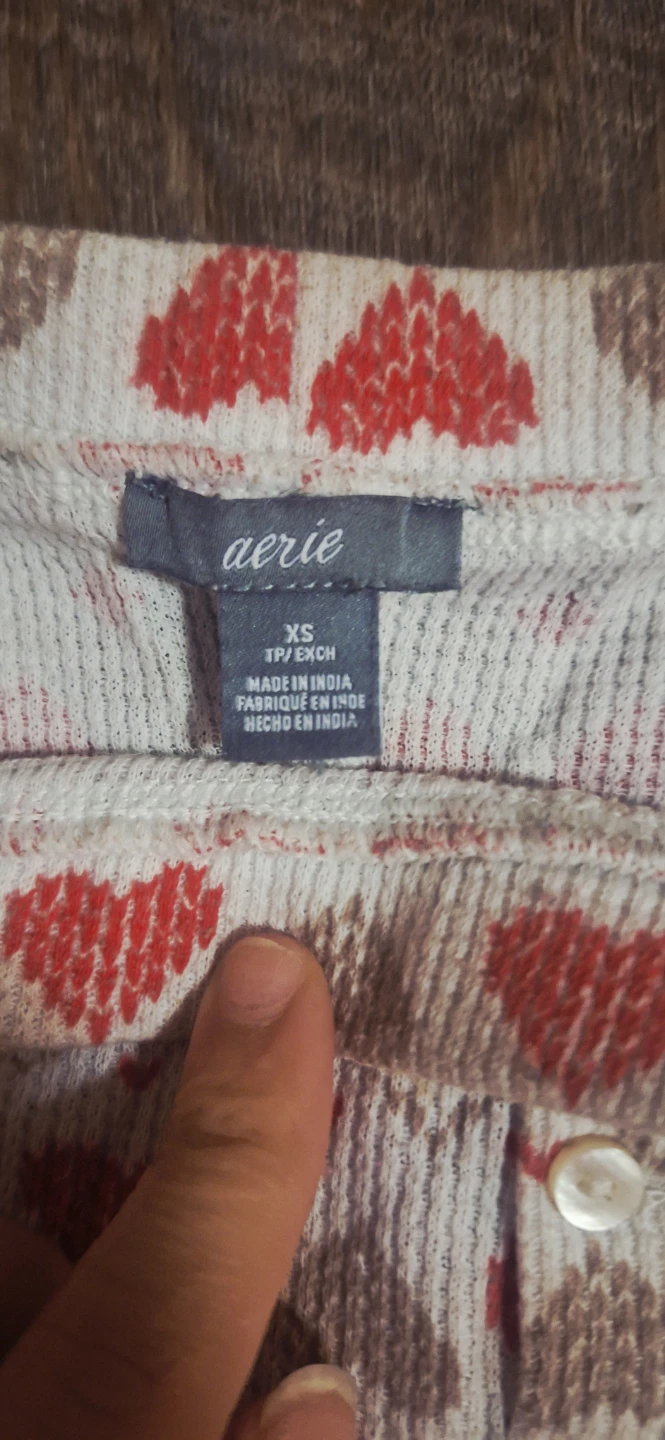 aerie
XS
TP/EXCH
MADE IN INDIA
FABRIQUÉ EN INDE
HECHO EN INDIA